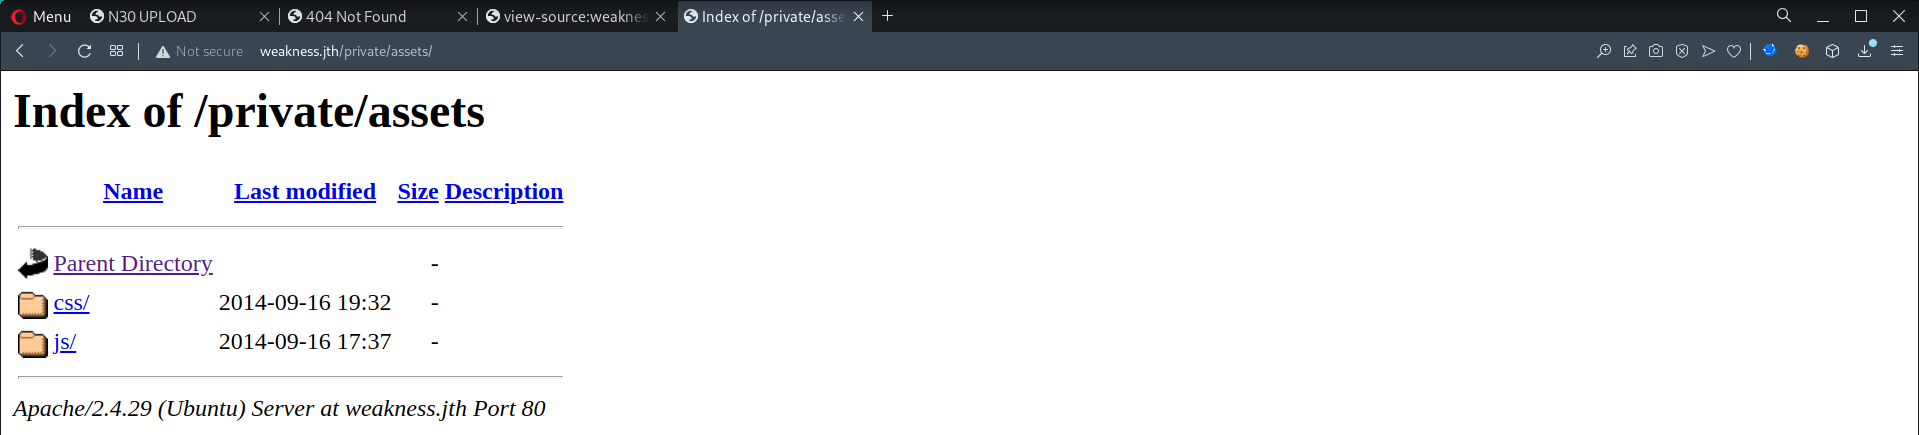 Menu N30 UPLOAD 404 Not Found view-source:weaknes Index of /private/asse
Not secure weakness.jth/private/assets/
Index of /private/assets
Name Last modified Size Description
Parent Directory -
css/ 2014-09-16 19:32 -
js/ 2014-09-16 17:37 -
Apache/2.4.29 (Ubuntu) Server at weakness.jth Port 80